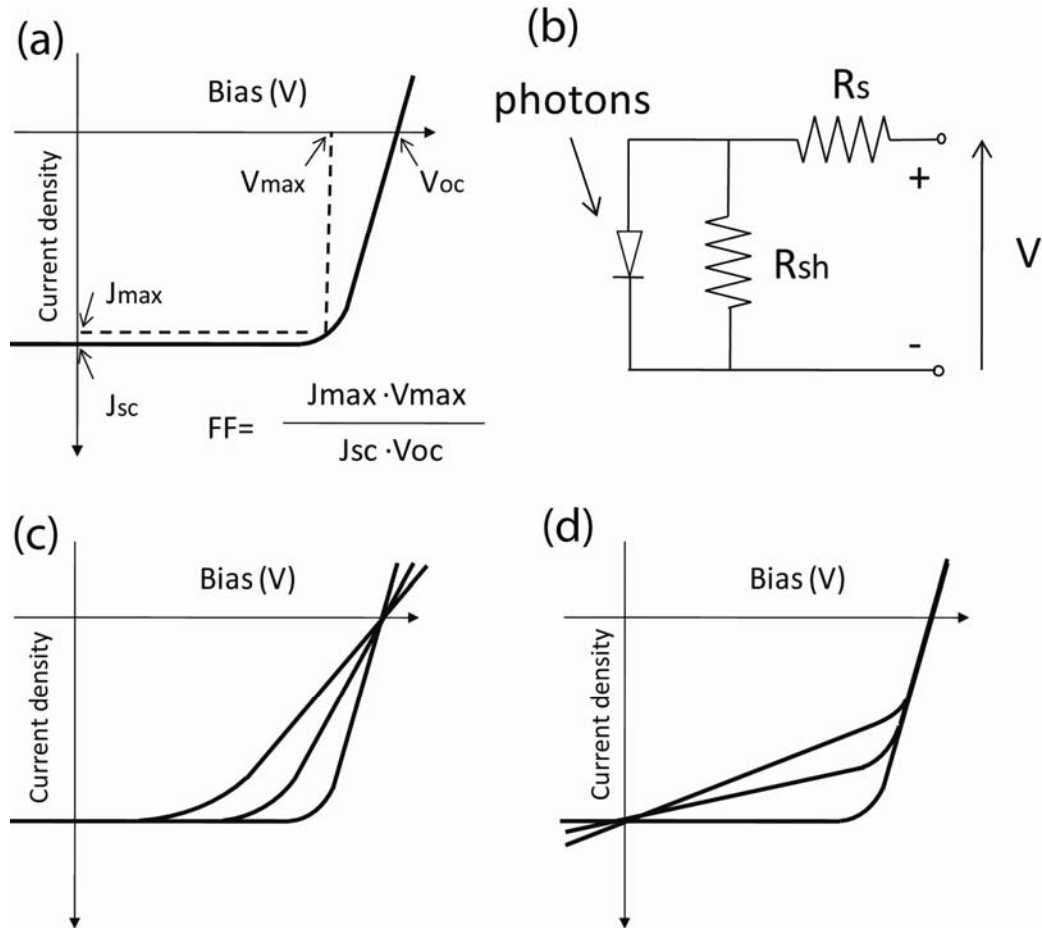 (a)
Bias (V)
Current density
Vmax
Voc
Jmax
Jsc
FF=
Jmax ·Vmax
Jsc ·Voc
(b)
photons
Rs
+
Rsh
V
-
(c)
Bias (V)
Current density
(d)
Bias (V)
Current density